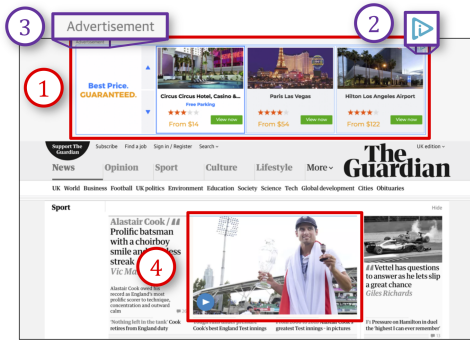 3
Advertisement
2
1
Best Price.
GUARANTEED.
Circus Circus Hotel, Casino &...
Free Parking
From $14
View now
Paris Las Vegas
From $54
View now
Hilton Los Angeles Airport
From $122
View now
Support The
Guardian
Subscribe Find a job Sign in / Register Search
UK edition
The
Guardian
News Opinion Sport Culture Lifestyle More
UK World Business Football UK politics Environment Education Society Science Tech Global development Cities Obituaries
Sport
Hide
Alastair Cook /
Prolific batsman
with a choirboy
smile and
streak
Vic Ma
4
Alastair Cook owed his
record as England's most
prolific scorer to technique,
concentration and outward
calm
Vettel has questions
to answer as he lets slip
a great chance
Giles Richards
'Nothing left in the tank' Cook
retires from England duty
Cook's best England Test innings
greatest Test innings - in pictures
F1 Pressure on Hamilton in duel
the 'highest I can ever remember'